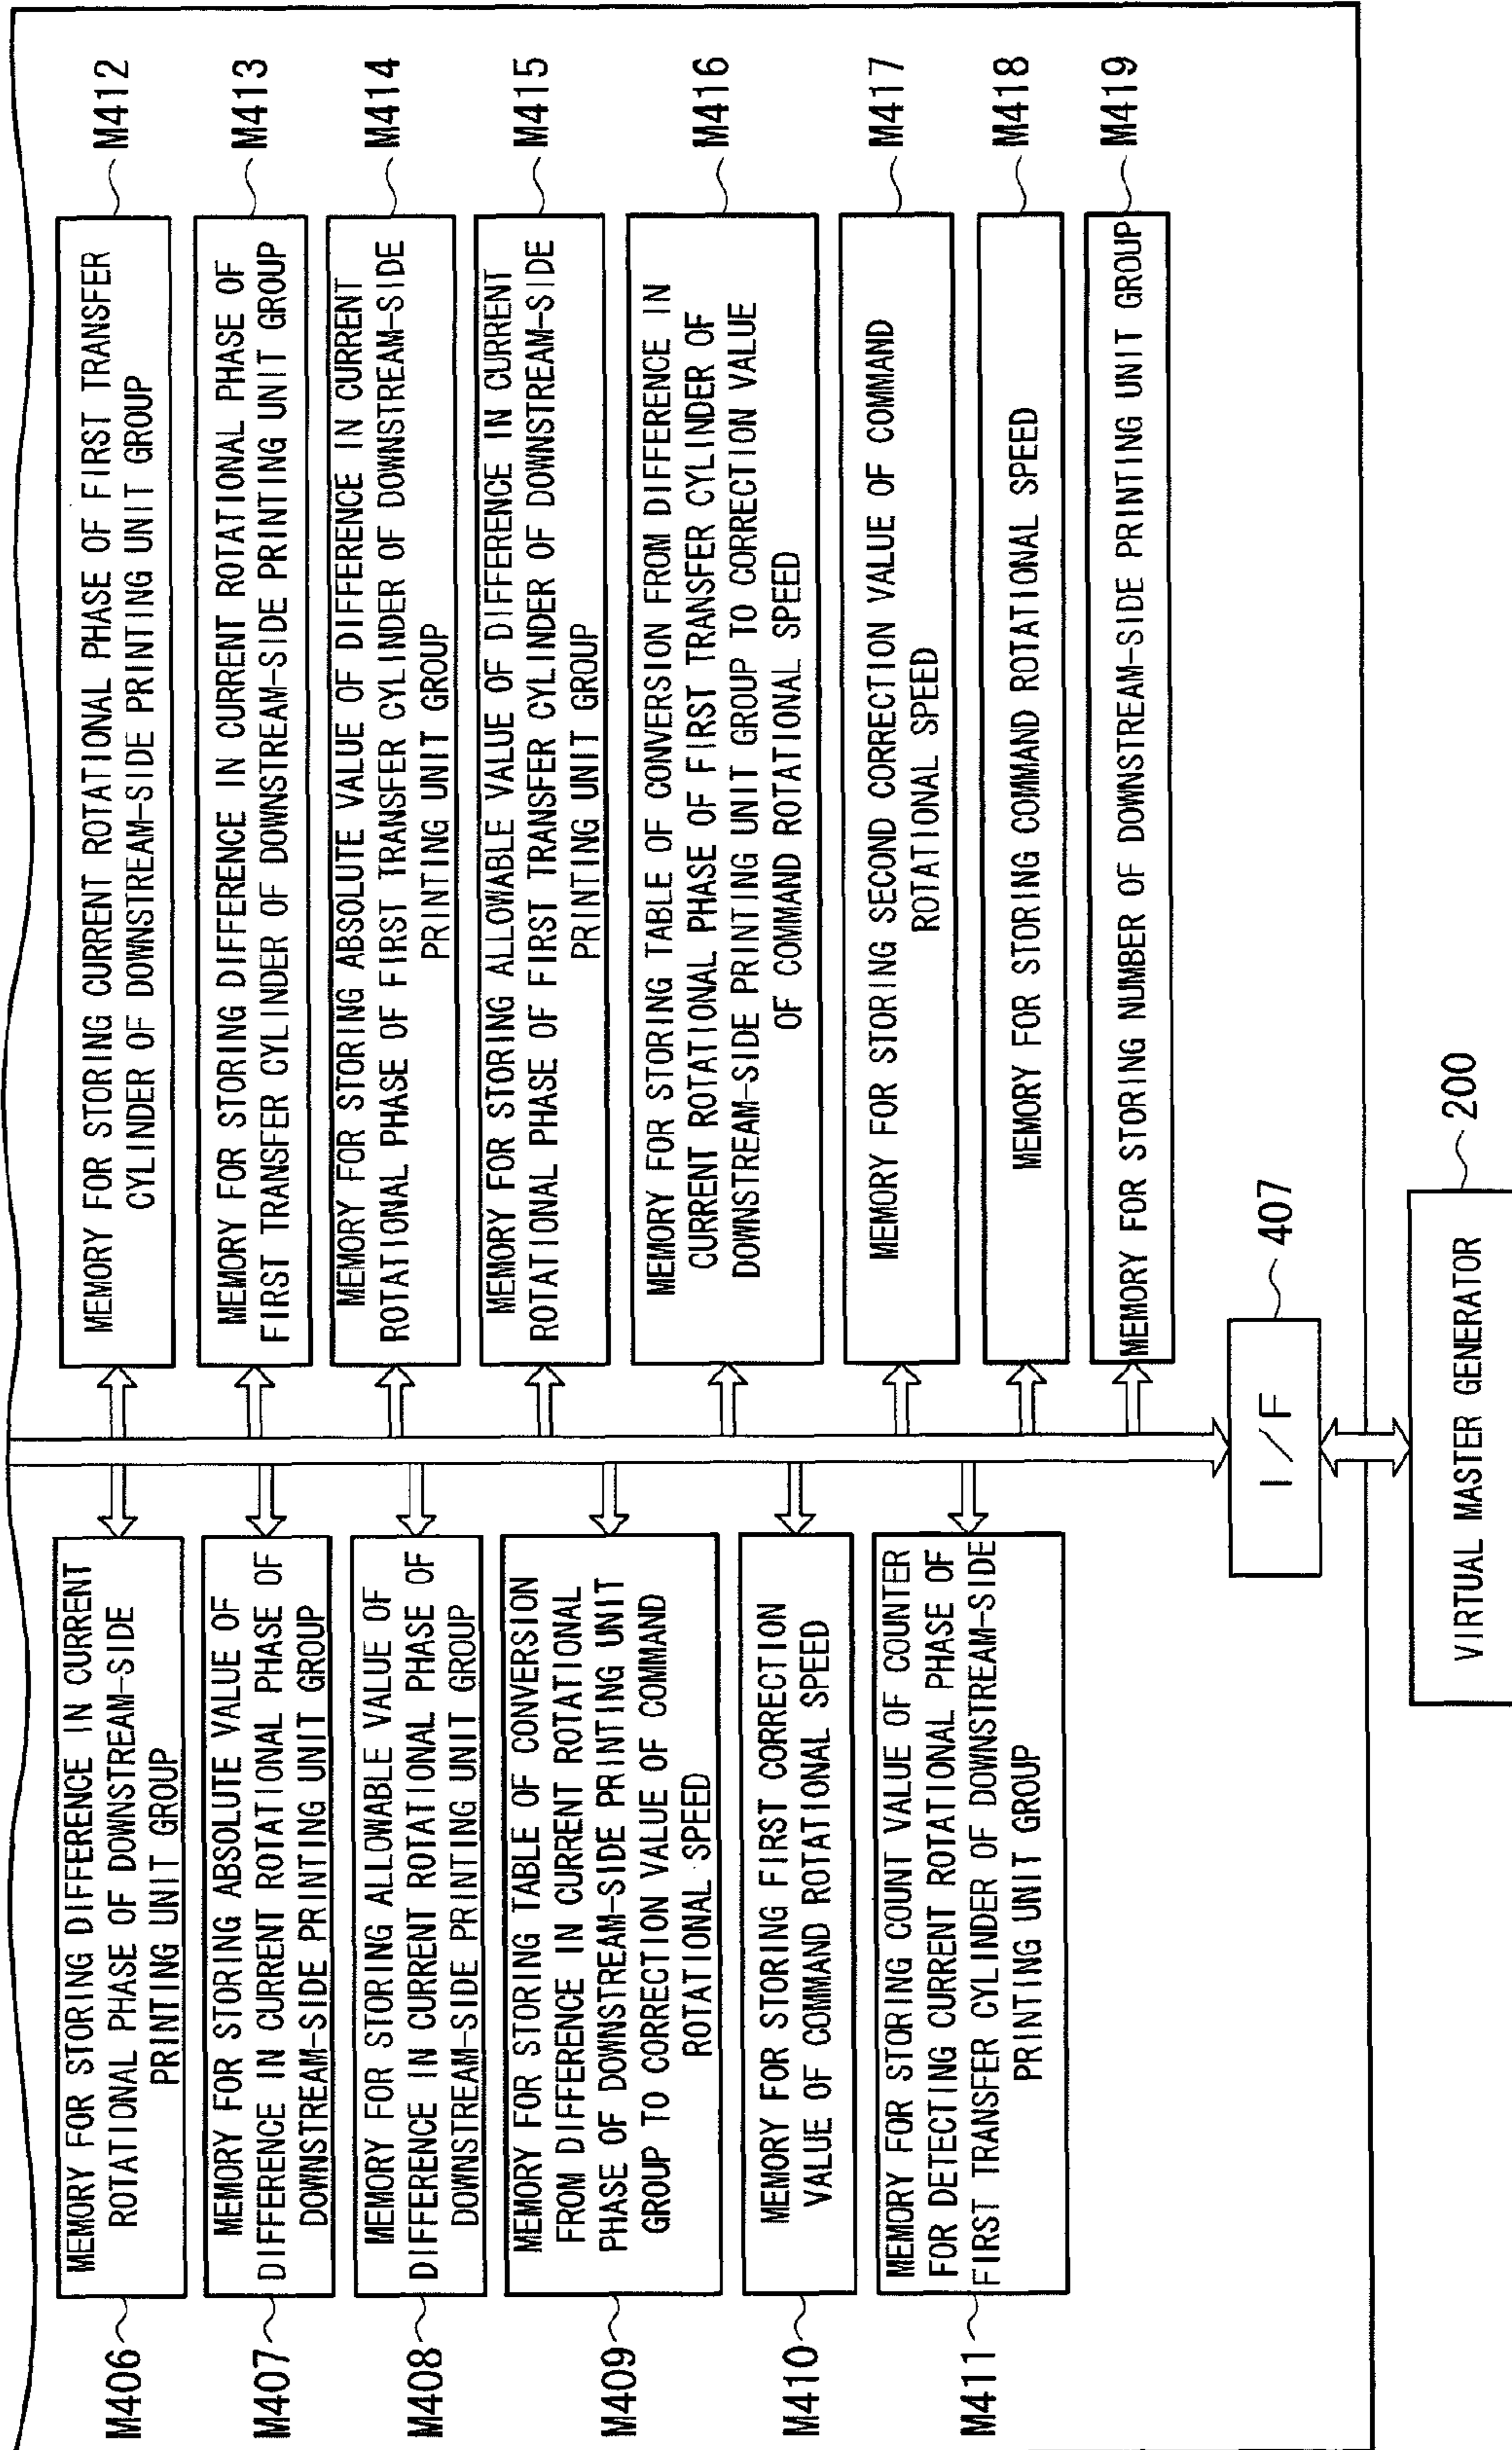 M406
MEMORY FOR STORING DIFFERENCE IN CURRENT
ROTATIONAL PHASE OF DOWNSTREAM-SIDE
PRINTING UNIT GROUP
M407
MEMORY FOR STORING ABSOLUTE VALUE OF
DIFFERENCE IN CURRENT ROTATIONAL PHASE OF
DOWNSTREAM-SIDE PRINTING UNIT GROUP
M408
MEMORY FOR STORING ALLOWABLE VALUE OF
DIFFERENCE IN CURRENT ROTATIONAL PHASE OF
DOWNSTREAM-SIDE PRINTING UNIT GROUP
M409
MEMORY FOR STORING TABLE OF CONVERSION
FROM DIFFERENCE IN CURRENT ROTATIONAL
PHASE OF DOWNSTREAM-SIDE PRINTING UNIT
GROUP TO CORRECTION VALUE OF COMMAND
ROTATIONAL SPEED
M410
MEMORY FOR STORING FIRST CORRECTION
VALUE OF COMMAND ROTATIONAL SPEED
M411
MEMORY FOR STORING COUNT VALUE OF COUNTER
FOR DETECTING CURRENT ROTATIONAL PHASE OF
FIRST TRANSFER CYLINDER OF DOWNSTREAM-SIDE
PRINTING UNIT GROUP
MEMORY FOR STORING CURRENT ROTATIONAL PHASE OF FIRST TRANSFER
CYLINDER OF DOWNSTREAM-SIDE PRINTING UNIT GROUP
M412
MEMORY FOR STORING DIFFERENCE IN CURRENT ROTATIONAL PHASE OF
FIRST TRANSFER CYLINDER OF DOWNSTREAM-SIDE PRINTING UNIT GROUP
M413
MEMORY FOR STORING ABSOLUTE VALUE OF DIFFERENCE IN CURRENT
ROTATIONAL PHASE OF FIRST TRANSFER CYLINDER OF DOWNSTREAM-SIDE
PRINTING UNIT GROUP
M414
MEMORY FOR STORING ALLOWABLE VALUE OF DIFFERENCE IN CURRENT
ROTATIONAL PHASE OF FIRST TRANSFER CYLINDER OF DOWNSTREAM-SIDE
PRINTING UNIT GROUP
M415
MEMORY FOR STORING TABLE OF CONVERSION FROM DIFFERENCE IN
CURRENT ROTATIONAL PHASE OF FIRST TRANSFER CYLINDER OF
DOWNSTREAM-SIDE PRINTING UNIT GROUP TO CORRECTION VALUE
OF COMMAND ROTATIONAL SPEED
M416
MEMORY FOR STORING SECOND CORRECTION VALUE OF COMMAND
ROTATIONAL SPEED
M417
MEMORY FOR STORING COMMAND ROTATIONAL SPEED
M418
MEMORY FOR STORING NUMBER OF DOWNSTREAM-SIDE PRINTING UNIT GROUP
M419
I/F
407
VIRTUAL MASTER GENERATOR
200